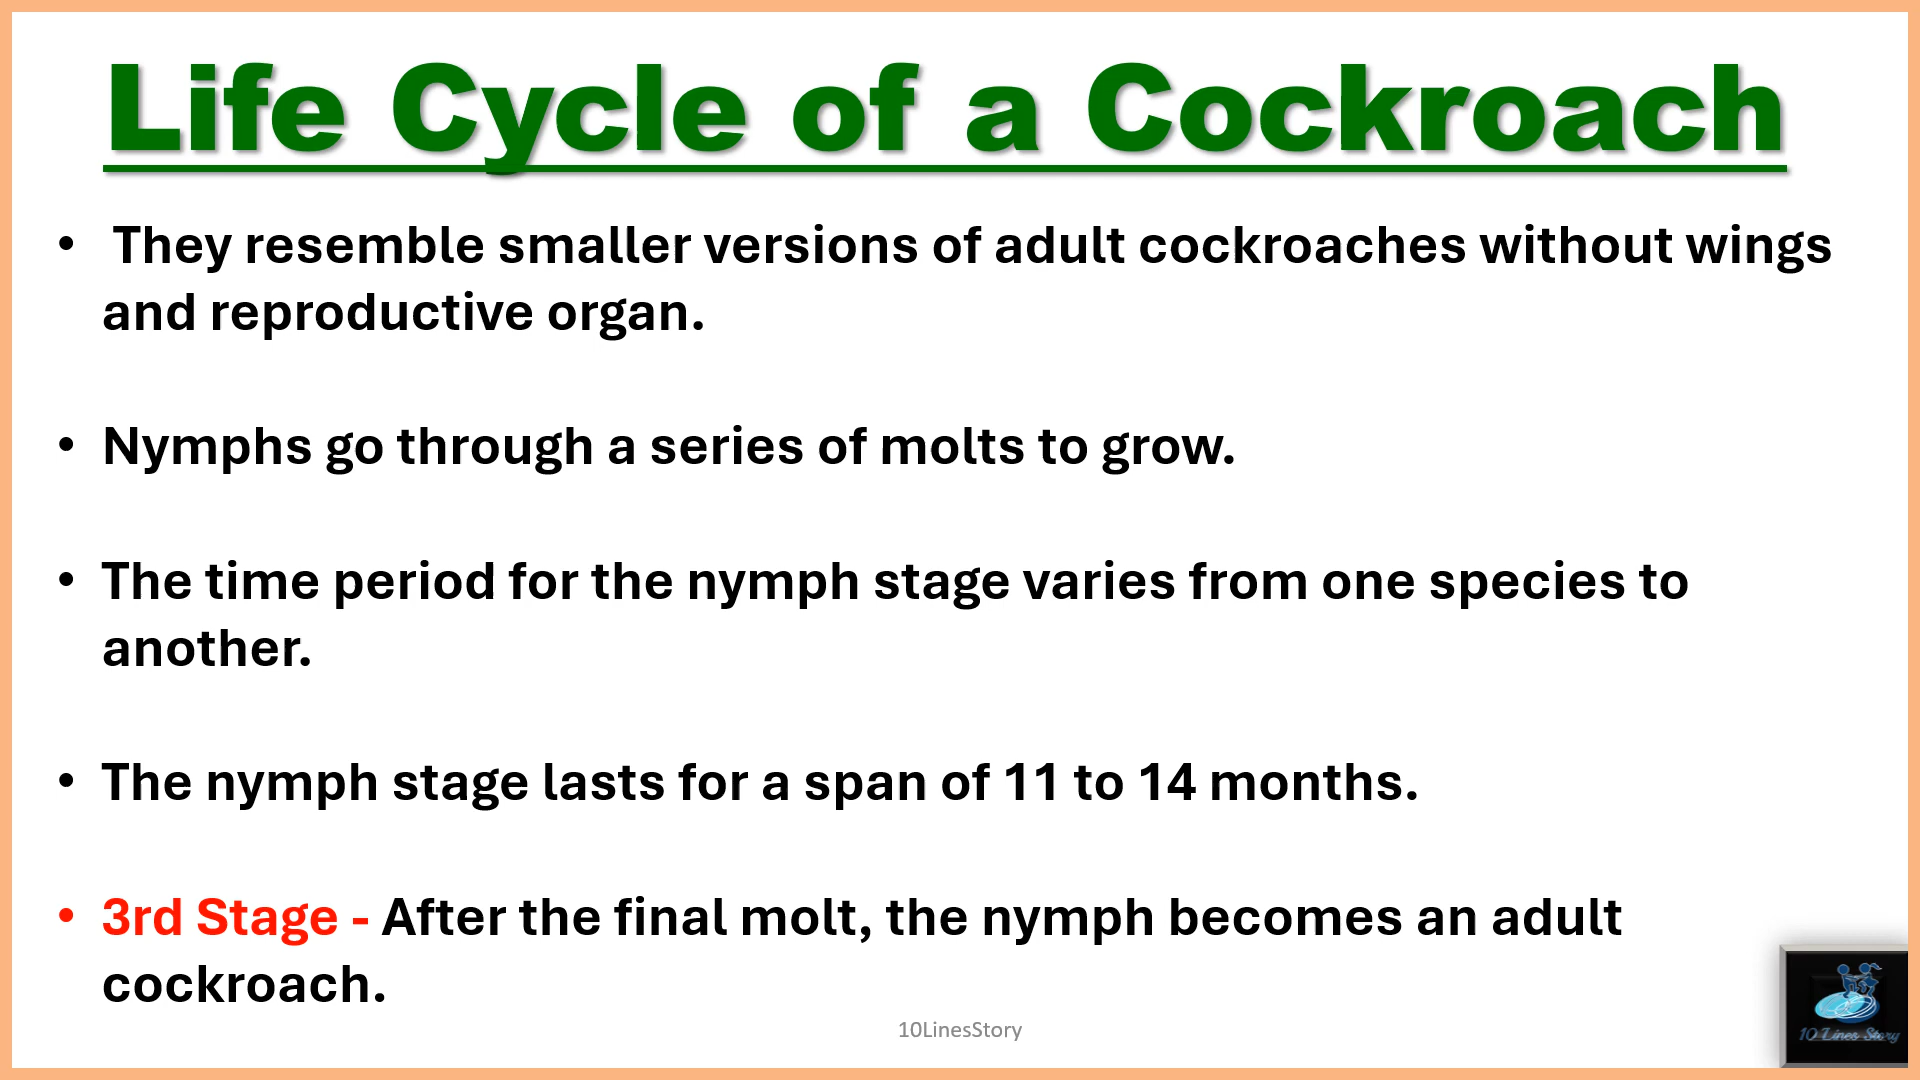 Life Cycle of a Cockroach
• They resemble smaller versions of adult cockroaches without wings
and reproductive organ.
• Nymphs go through a series of molts to grow.
• The time period for the nymph stage varies from one species to
another.
• The nymph stage lasts for a span of 11 to 14 months.
• 3rd Stage - After the final molt, the nymph becomes an adult
cockroach.
10LinesStory
10 Lines Story